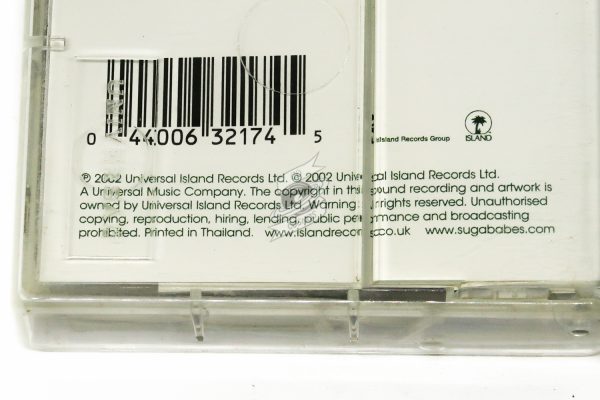 0 44006 32174 5
Island Records Group
ISLAND
℗ 2002 Universal Island Records Ltd. © 2002 Universal Island Records Ltd.
A Universal Music Company. The copyright in this sound recording and artwork is
owned by Universal Island Records Ltd. Warning: All rights reserved. Unauthorised
copying, reproduction, hiring, lending, public performance and broadcasting
prohibited. Printed in Thailand. www.islandrecords.co.uk www.sugababes.com